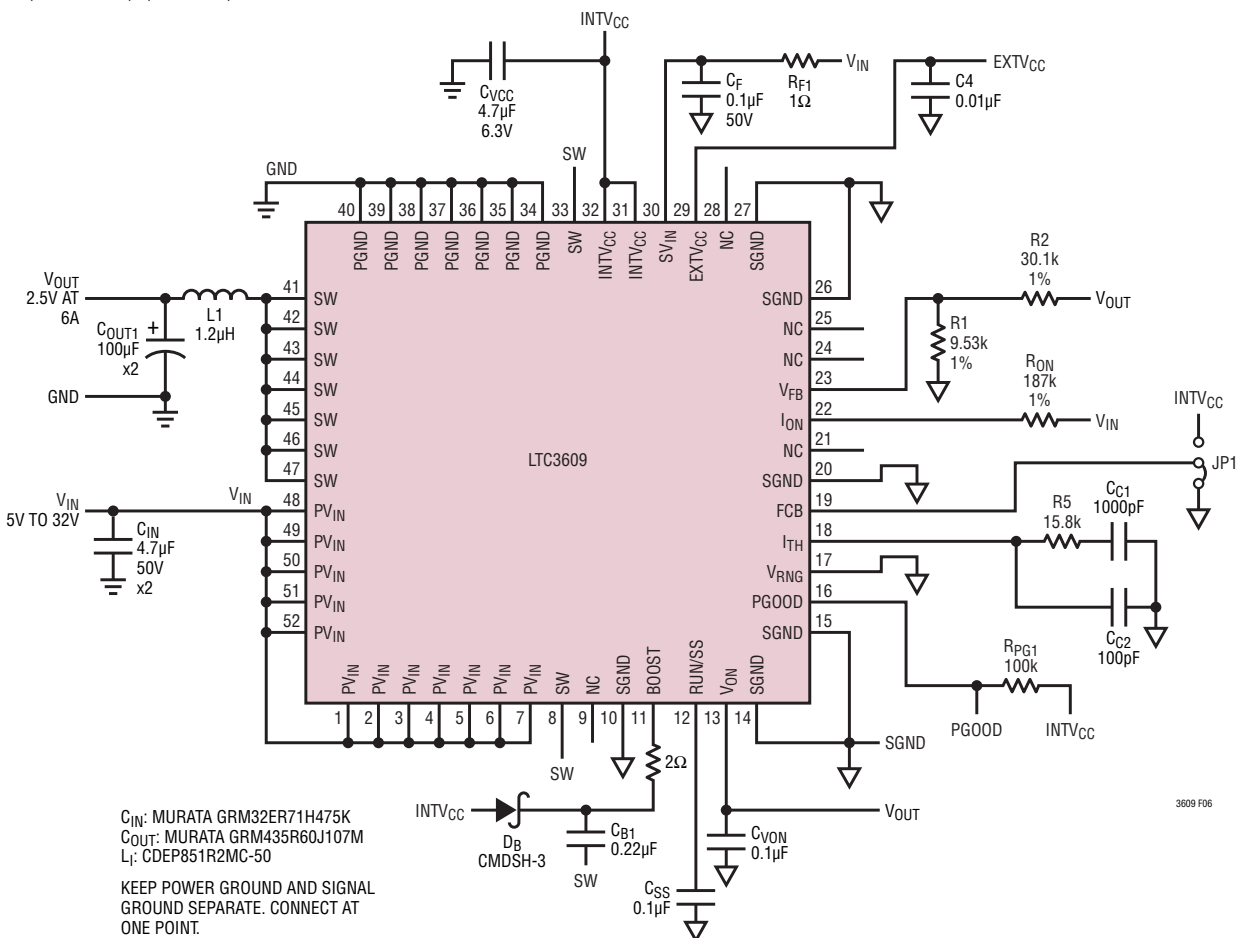 INTVCC
CVCC
4.7µF
6.3V
CF
0.1µF
50V
RF1
1Ω
VIN
EXTVCC
C4
0.01µF
GND
SW
40 39 38 37 36 35 34 33 32 31 30 29 28 27
PGND PGND PGND PGND PGND PGND PGND SW INTVCC INTVCC SVIN EXTVCC NC SGND
VOUT
2.5V AT
6A
COUT1
100µF
x2
+
L1
1.2µH
GND
VIN
5V TO 32V
CIN
4.7µF
50V
x2
VIN
41 SW
42 SW
43 SW
44 SW
45 SW
46 SW
47 SW
48 PVIN
49 PVIN
50 PVIN
51 PVIN
52 PVIN
LTC3609
SGND 26
NC 25
NC 24
VFB 23
ION 22
NC 21
SGND 20
FCB 19
ITH 18
VRNG 17
PGOOD 16
SGND 15
R2
30.1k
1%
VOUT
R1
9.53k
1%
RON
187k
1%
VIN
INTVCC
JP1
R5
15.8k
CC1
1000pF
CC2
100pF
RPG1
100k
PGOOD
INTVCC
PVIN PVIN PVIN PVIN PVIN PVIN PVIN SW NC SGND BOOST RUN/SS VON SGND
1 2 3 4 5 6 7 8 9 10 11 12 13 14
SW
2Ω
SGND
INTVCC
DB
CMDSH-3
CB1
0.22µF
SW
CSS
0.1µF
CVON
0.1µF
VOUT
3609 F06
CIN: MURATA GRM32ER71H475K
COUT: MURATA GRM435R60J107M
LI: CDEP851R2MC-50
KEEP POWER GROUND AND SIGNAL
GROUND SEPARATE. CONNECT AT
ONE POINT.